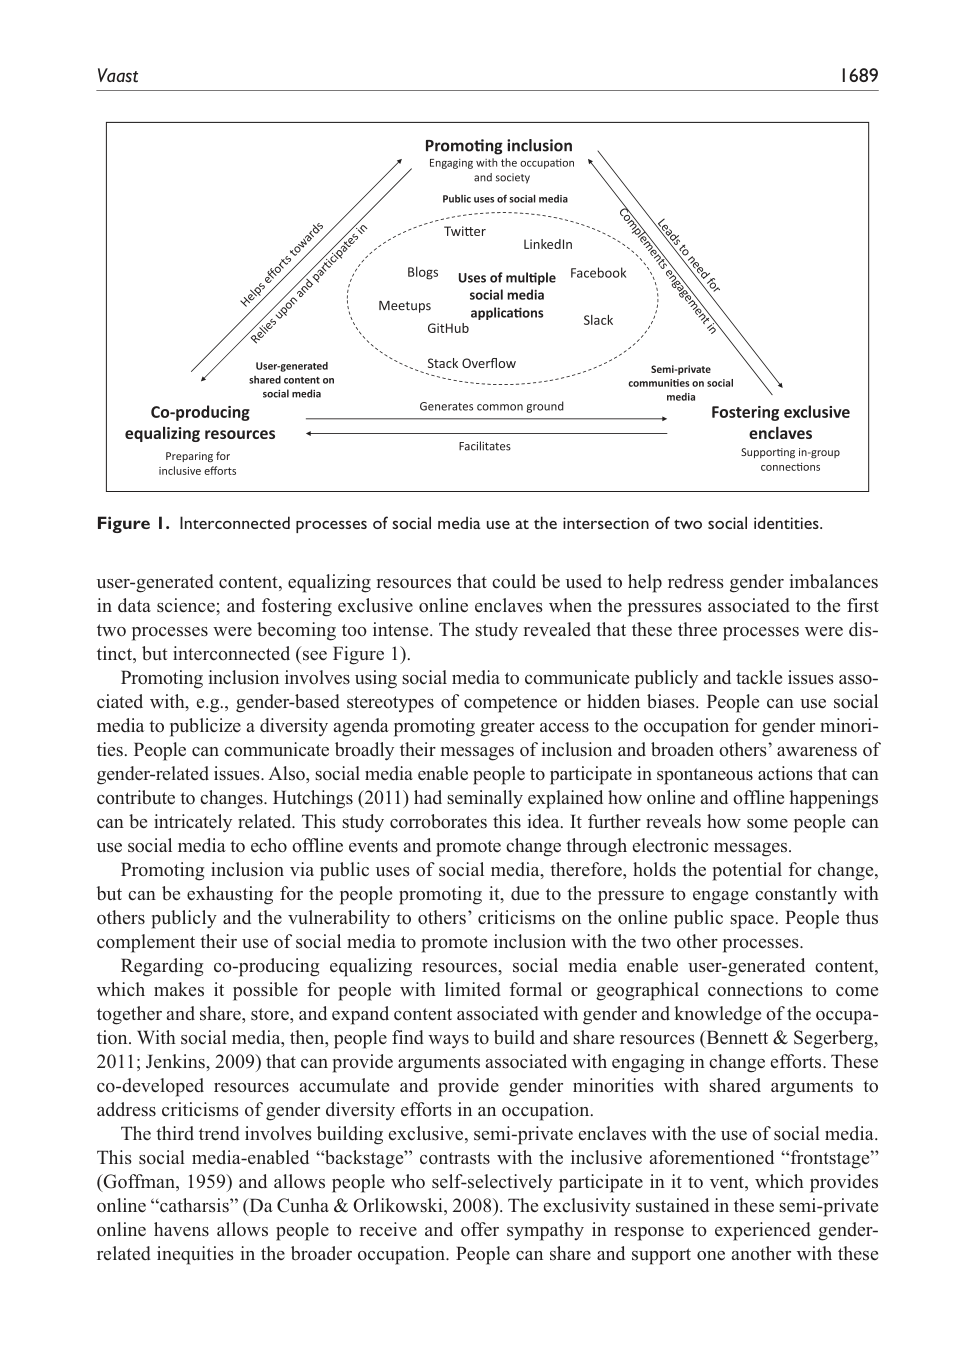 Vaast
1689
Promoting inclusion
Engaging with the occupation
and society
Public uses of social media
Helps efforts towards
Relies upon and participates in
Leads to need for
Complements engagement in
Twitter
LinkedIn
Blogs
Uses of multiple
social media
applications
Facebook
Meetups
GitHub
Slack
Stack Overflow
User-generated
shared content on
social media
Semi-private
communities on social
media
Co-producing
equalizing resources
Preparing for
inclusive efforts
Generates common ground
Facilitates
Fostering exclusive
enclaves
Supporting in-group
connections
Figure 1. Interconnected processes of social media use at the intersection of two social identities.
user-generated content, equalizing resources that could be used to help redress gender imbalances
in data science; and fostering exclusive online enclaves when the pressures associated to the first
two processes were becoming too intense. The study revealed that these three processes were dis-
tinct, but interconnected (see Figure 1).
Promoting inclusion involves using social media to communicate publicly and tackle issues asso-
ciated with, e.g., gender-based stereotypes of competence or hidden biases. People can use social
media to publicize a diversity agenda promoting greater access to the occupation for gender minori-
ties. People can communicate broadly their messages of inclusion and broaden others’ awareness of
gender-related issues. Also, social media enable people to participate in spontaneous actions that can
contribute to changes. Hutchings (2011) had seminally explained how online and offline happenings
can be intricately related. This study corroborates this idea. It further reveals how some people can
use social media to echo offline events and promote change through electronic messages.
Promoting inclusion via public uses of social media, therefore, holds the potential for change,
but can be exhausting for the people promoting it, due to the pressure to engage constantly with
others publicly and the vulnerability to others’ criticisms on the online public space. People thus
complement their use of social media to promote inclusion with the two other processes.
Regarding co-producing equalizing resources, social media enable user-generated content,
which makes it possible for people with limited formal or geographical connections to come
together and share, store, and expand content associated with gender and knowledge of the occupa-
tion. With social media, then, people find ways to build and share resources (Bennett & Segerberg,
2011; Jenkins, 2009) that can provide arguments associated with engaging in change efforts. These
co-developed resources accumulate and provide gender minorities with shared arguments to
address criticisms of gender diversity efforts in an occupation.
The third trend involves building exclusive, semi-private enclaves with the use of social media.
This social media-enabled “backstage” contrasts with the inclusive aforementioned “frontstage”
(Goffman, 1959) and allows people who self-selectively participate in it to vent, which provides
online “catharsis” (Da Cunha & Orlikowski, 2008). The exclusivity sustained in these semi-private
online havens allows people to receive and offer sympathy in response to experienced gender-
related inequities in the broader occupation. People can share and support one another with these